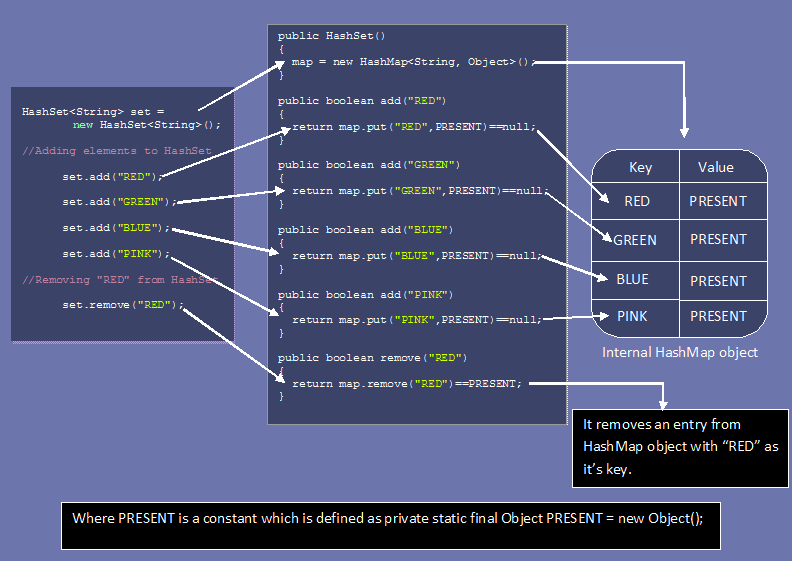 HashSet<String> set =
new HashSet<String>();
//Adding elements to HashSet
set.add("RED");
set.add("GREEN");
set.add("BLUE");
set.add("PINK");
//Removing "RED" from HashSet
set.remove("RED");
public HashSet()
{
map = new HashMap<String, Object>();
}
public boolean add("RED")
{
return map.put("RED",PRESENT)==null;
}
public boolean add("GREEN")
{
return map.put("GREEN",PRESENT)==null;
}
public boolean add("BLUE")
{
return map.put("BLUE",PRESENT)==null;
}
public boolean add("PINK")
{
return map.put("PINK",PRESENT)==null;
}
public boolean remove("RED")
{
return map.remove("RED")==PRESENT;
}
Key Value
RED PRESENT
GREEN PRESENT
BLUE PRESENT
PINK PRESENT
Internal HashMap object
It removes an entry from
HashMap object with “RED” as
it’s key.
Where PRESENT is a constant which is defined as private static final Object PRESENT = new Object();